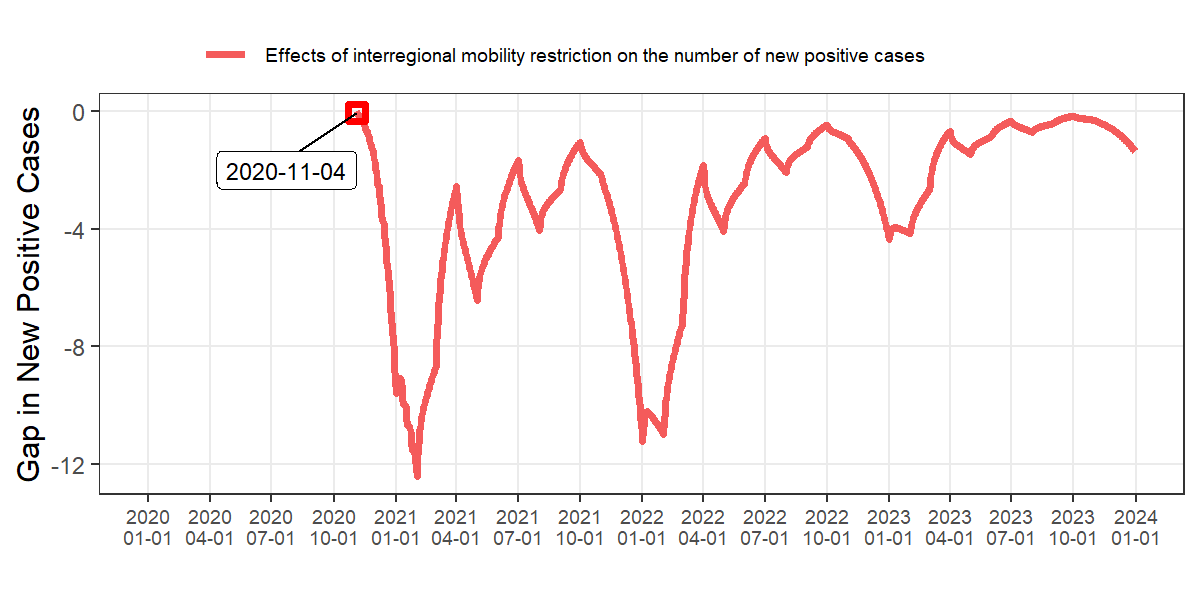 Effects of interregional mobility restriction on the number of new positive cases
Gap in New Positive Cases
0
-4
-8
-12
2020-11-04
2020 2020 2020 2020 2021 2021 2021 2021 2022 2022 2022 2022 2023 2023 2023 2023 2024
01-01 04-01 07-01 10-01 01-01 04-01 07-01 10-01 01-01 04-01 07-01 10-01 01-01 04-01 07-01 10-01 01-01